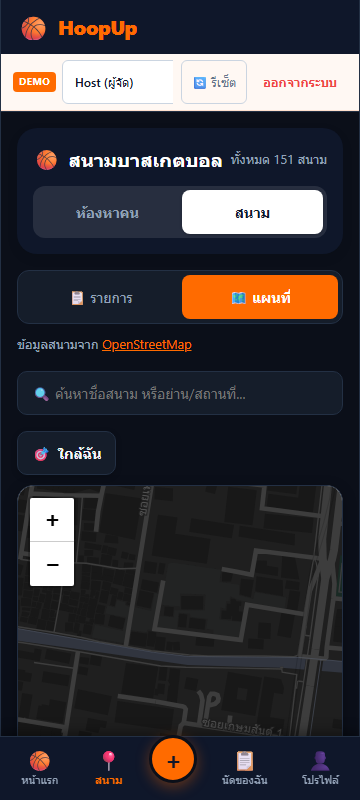 HoopUp
DEMO Host (ผู้จัด) รีเซ็ต ออกจากระบบ
สนามบาสเกตบอล ทั้งหมด 151 สนาม
ห้องหาคน สนาม
รายการ แผนที่
ข้อมูลสนามจาก OpenStreetMap
ค้นหาชื่อสนาม หรือย่าน/สถานที่...
ใกล้ฉัน
+
−
ซอยเกษมสันต์ 1
หน้าแรก สนาม + นัดของฉัน โปรไฟล์